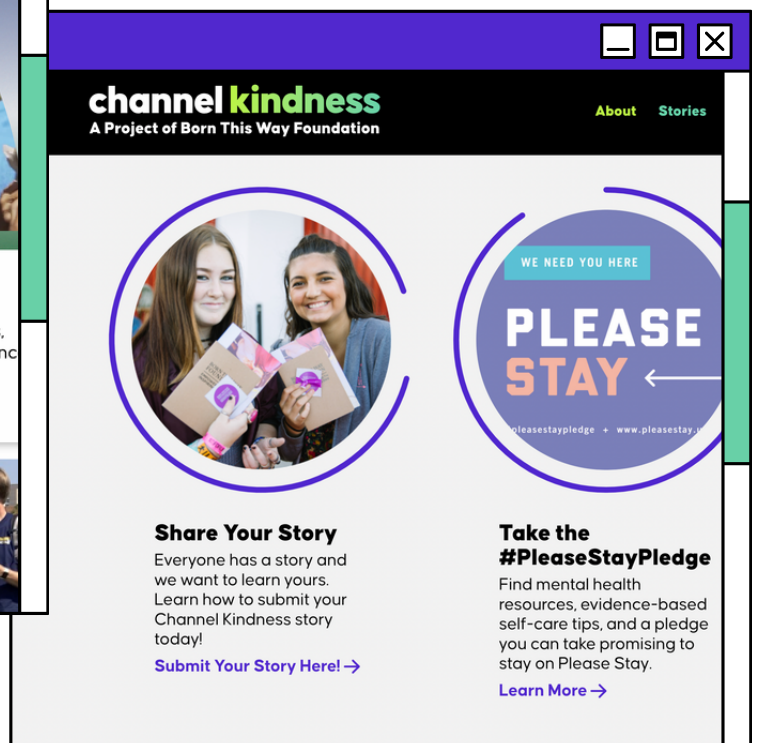 channel kindness
A Project of Born This Way Foundation
About Stories
WE NEED YOU HERE
PLEASE
STAY
pleasestaypledge + www.pleasestay.
Share Your Story
Everyone has a story and
we want to learn yours.
Learn how to submit your
Channel Kindness story
today!
Submit Your Story Here!
Take the
#PleaseStayPledge
Find mental health
resources, evidence-based
self-care tips, and a pledge
you can take promising to
stay on Please Stay.
Learn More